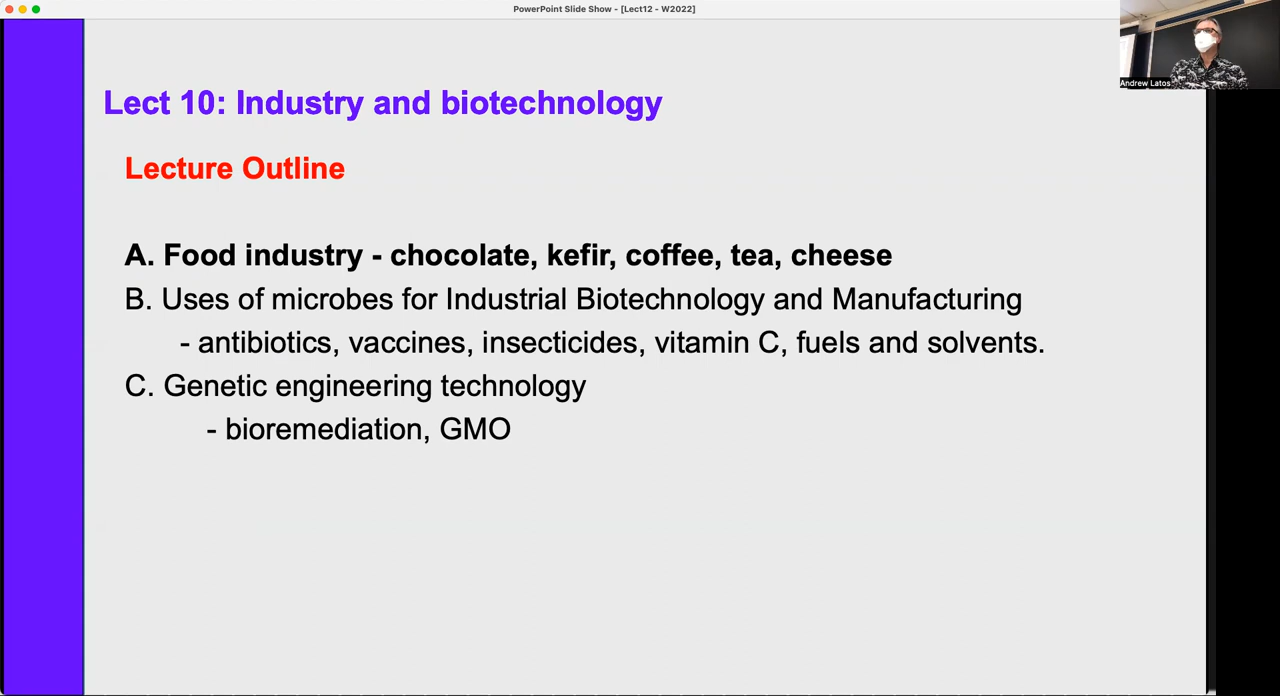 PowerPoint Slide Show - [Lect12 - W2022]
Andrew Latos
Lect 10: Industry and biotechnology
Lecture Outline
A. Food industry - chocolate, kefir, coffee, tea, cheese
B. Uses of microbes for Industrial Biotechnology and Manufacturing
- antibiotics, vaccines, insecticides, vitamin C, fuels and solvents.
C. Genetic engineering technology
- bioremediation, GMO